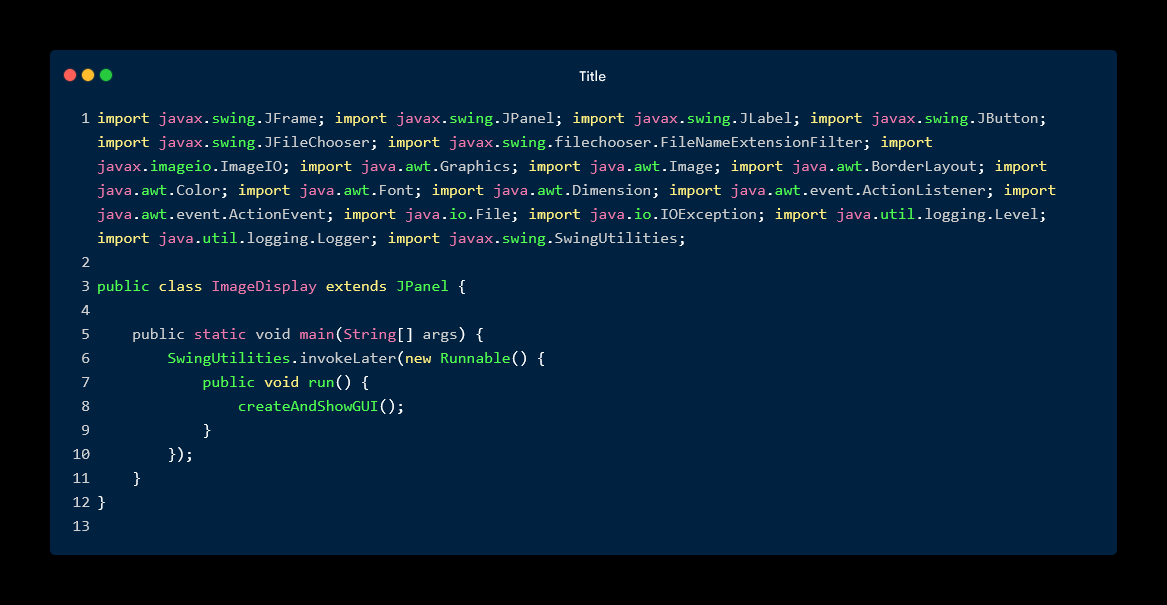 Title
1 import javax.swing.JFrame; import javax.swing.JPanel; import javax.swing.JLabel; import javax.swing.JButton;
import javax.swing.JFileChooser; import javax.swing.filechooser.FileNameExtensionFilter; import
javax.imageio.ImageIO; import java.awt.Graphics; import java.awt.Image; import java.awt.BorderLayout; import
java.awt.Color; import java.awt.Font; import java.awt.Dimension; import java.awt.event.ActionListener; import
java.awt.event.ActionEvent; import java.io.File; import java.io.IOException; import java.util.logging.Level;
import java.util.logging.Logger; import javax.swing.SwingUtilities;
2
3 public class ImageDisplay extends JPanel {
4
5     public static void main(String[] args) {
6         SwingUtilities.invokeLater(new Runnable() {
7             public void run() {
8                 createAndShowGUI();
9             }
10         });
11     }
12 }
13